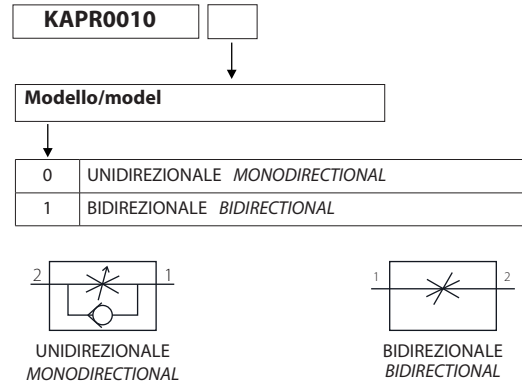 KAPR0010
Modello/model
0 UNIDIREZIONALE MONODIRECTIONAL
1 BIDIREZIONALE BIDIRECTIONAL
2 1
1 2
UNIDIREZIONALE
MONODIRECTIONAL
BIDIREZIONALE
BIDIRECTIONAL